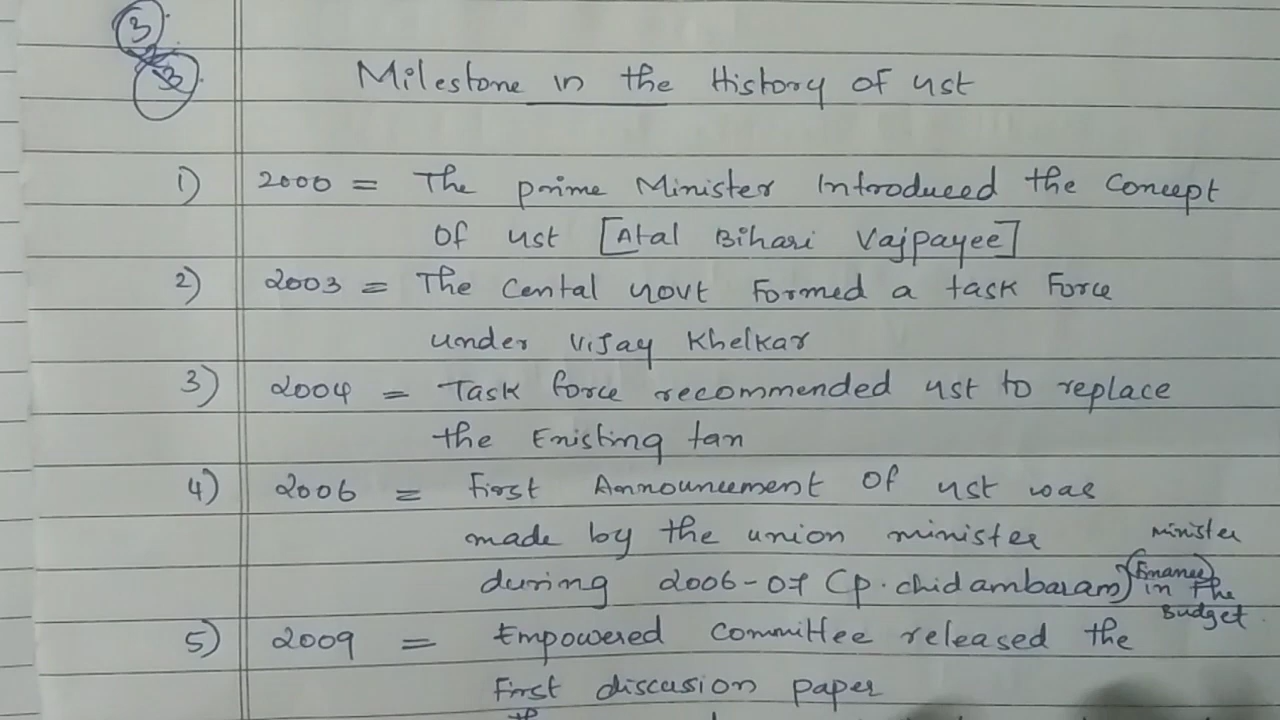 3
3
Milestone in the History of GST
1) 2000 = The prime Minister Introduced the Concept
Of GST [Atal Bihari Vajpayee]
2) 2003 = The Cental Govt Formed a task Force
under Vijay Khelkar
3) 2004 = Task force recommended GST to replace
the Existing tax
4) 2006 = First Announcement Of GST was
made by the union minister
during 2006-07 (p. chidambaram) (Finance) minister in the Budget
5) 2009 = Empowered Committee released the
First discusion paper